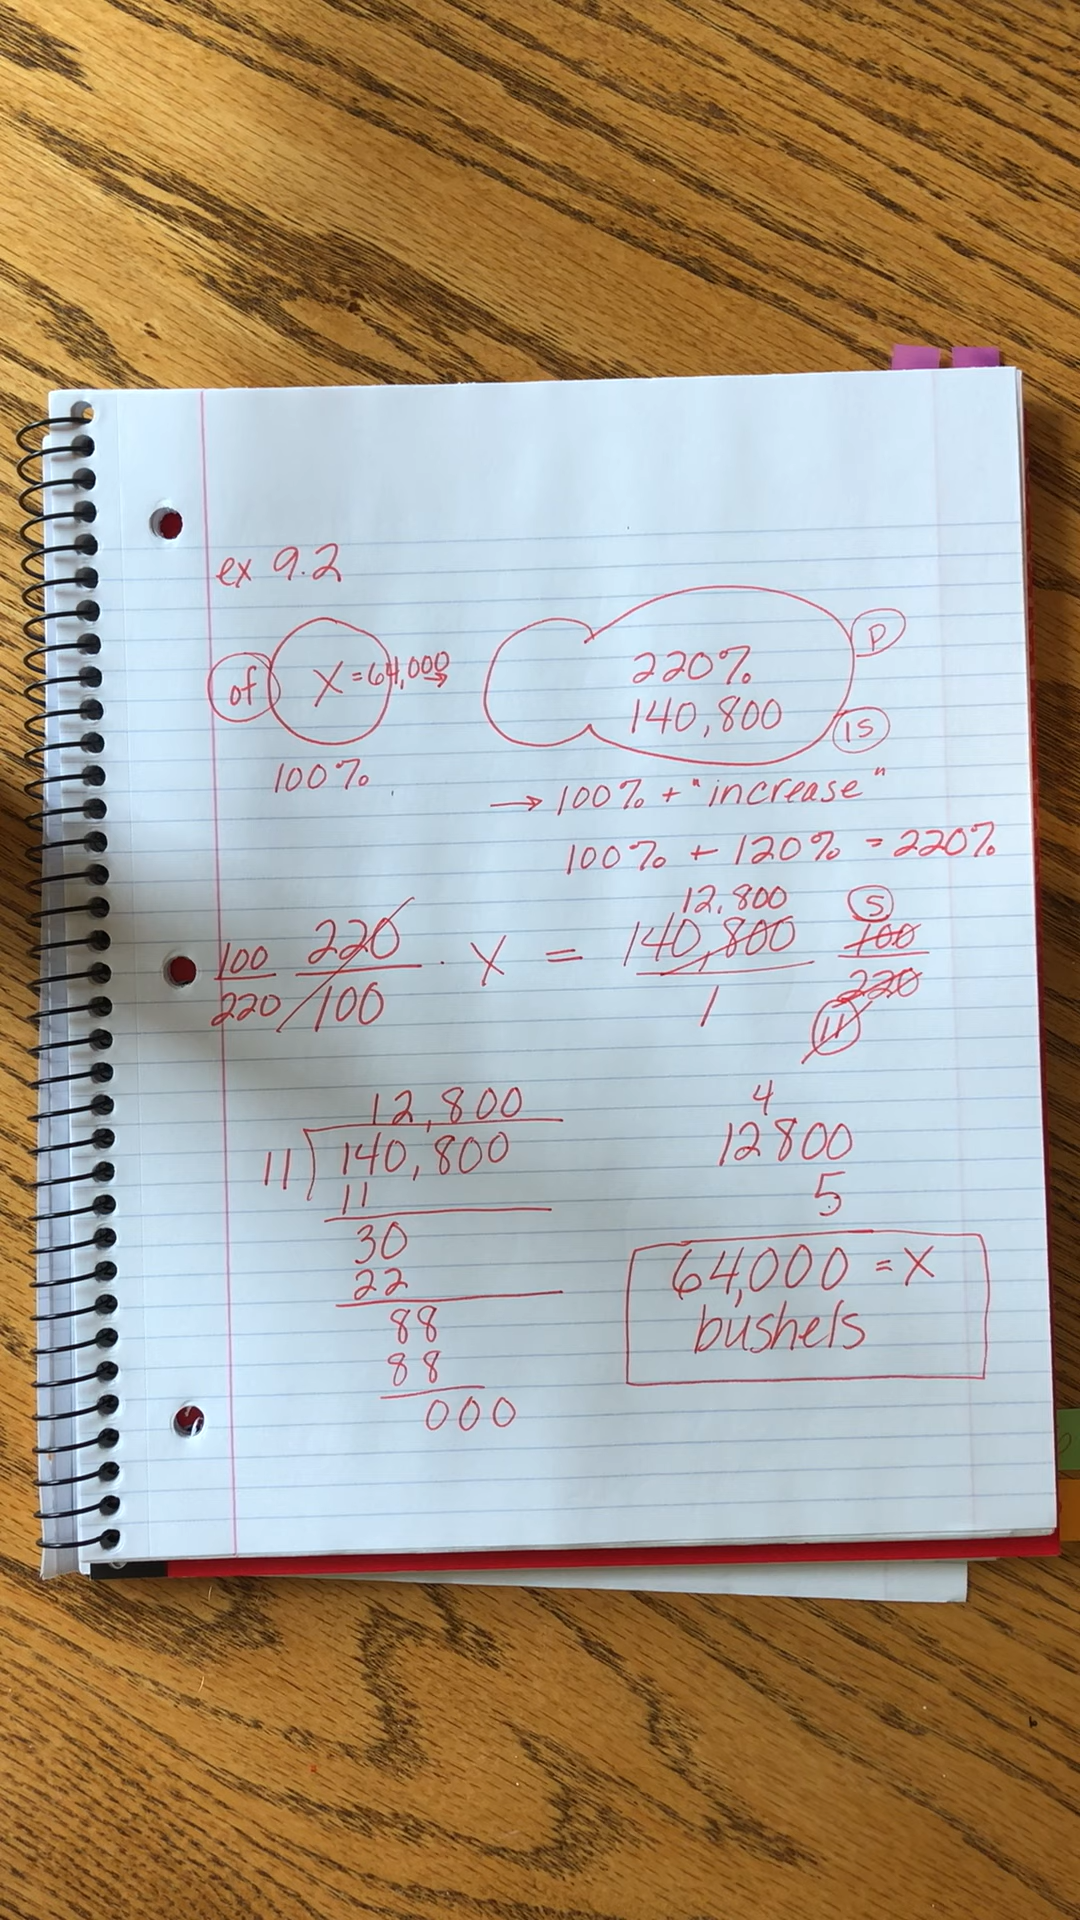 ex 9.2
of X = 64,000
220% P
140,800 is
100%
→ 100% + "increase"
100% + 120% = 220%
100/220 220/100 · X = 140,800/1 100/220
12,800 5
11
12,800
11 140,800
11
30
22
88
88
000
4
12800
5
64,000 = X
bushels